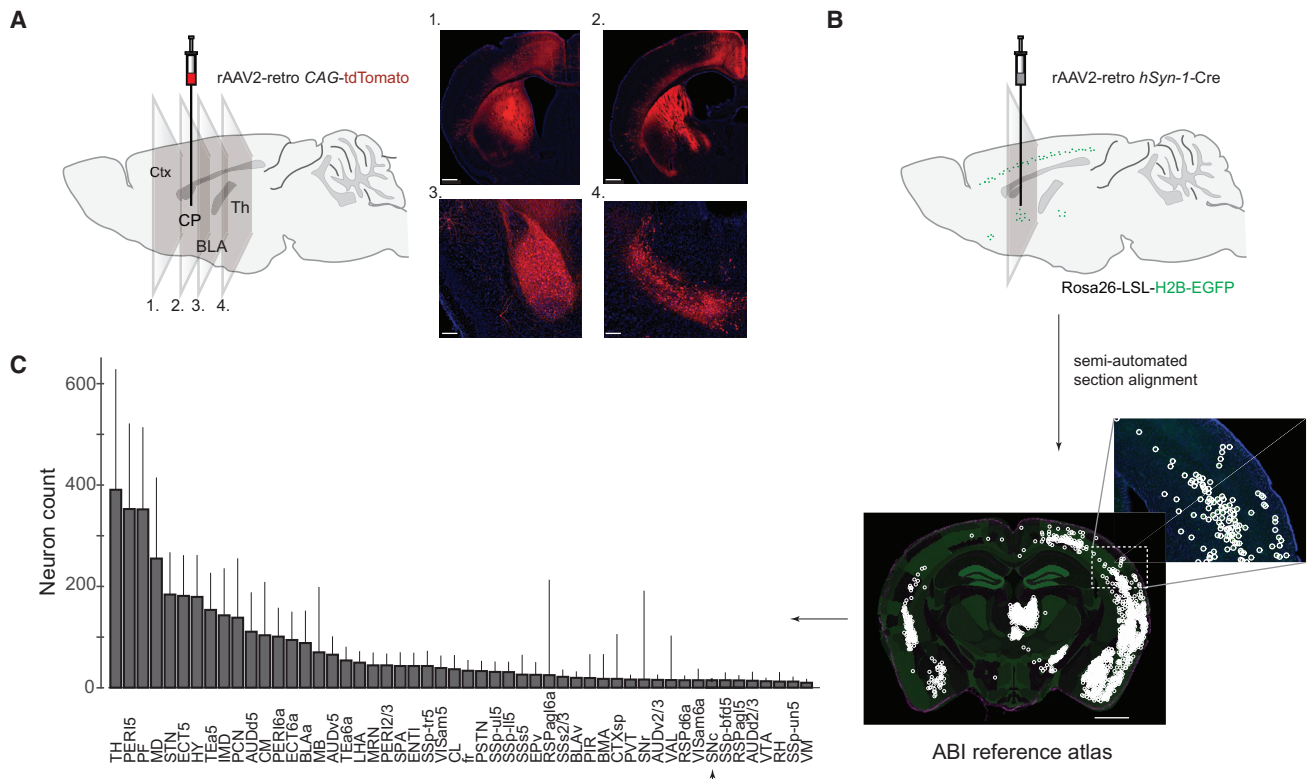 A
rAAV2-retro CAG-tdTomato
Ctx
CP
Th
BLA
1. 2. 3. 4.
1.
2.
3.
4.
B
rAAV2-retro hSyn-1-Cre
Rosa26-LSL-H2B-EGFP
semi-automated
section alignment
ABI reference atlas
C
Neuron count
600
400
200
0
TH
PERI5
PF
MD
STN
ECT5
HY
TEa5
IMD
PCN
AUDd5
CM
PERI6a
ECT6a
BLAa
MB
AUDv5
TEa6a
LHA
MRN
PERI2/3
SPA
ENTl
SSp-tr5
VISam5
CL
fr
PSTN
SSp-ul5
SSp-ll5
SSs5
EPv
RSPagl6a
SSs2/3
BLAv
PIR
BMA
CTXsp
PVT
SNr
AUDv2/3
VAL
RSPd6a
VISam6a
SNc
SSp-bfd5
RSPagl5
AUDd2/3
VTA
RH
SSp-un5
VM